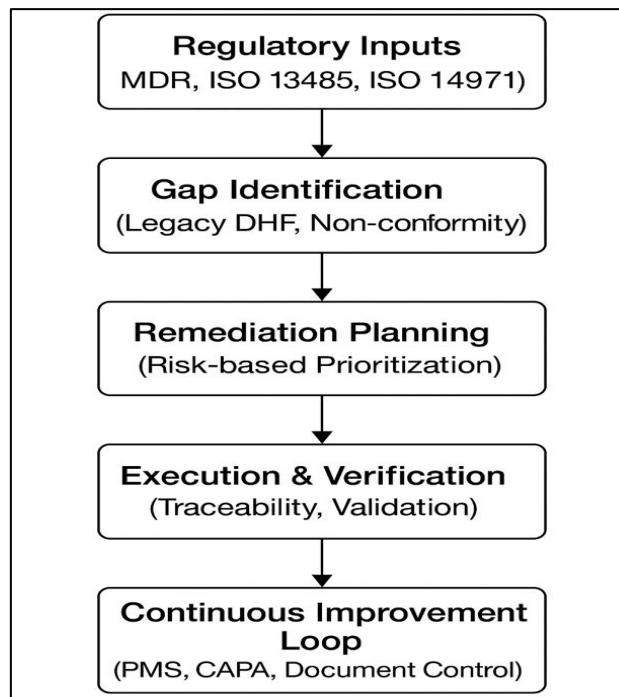 Regulatory Inputs
MDR, ISO 13485, ISO 14971)
Gap Identification
(Legacy DHF, Non-conformity)
Remediation Planning
(Risk-based Prioritization)
Execution & Verification
(Traceability, Validation)
Continuous Improvement
Loop
(PMS, CAPA, Document Control)